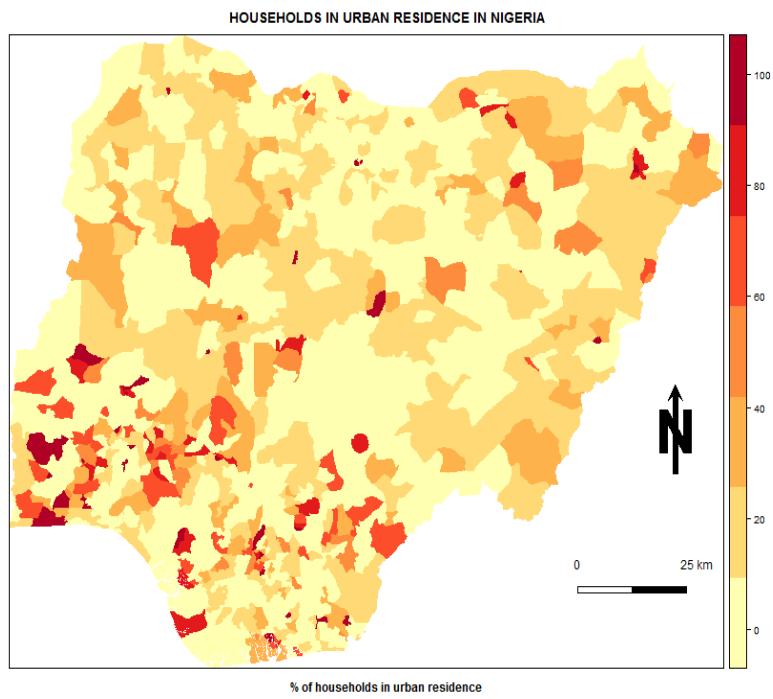 HOUSEHOLDS IN URBAN RESIDENCE IN NIGERIA
100
80
60
40
20
0
N
0 25 km
% of households in urban residence